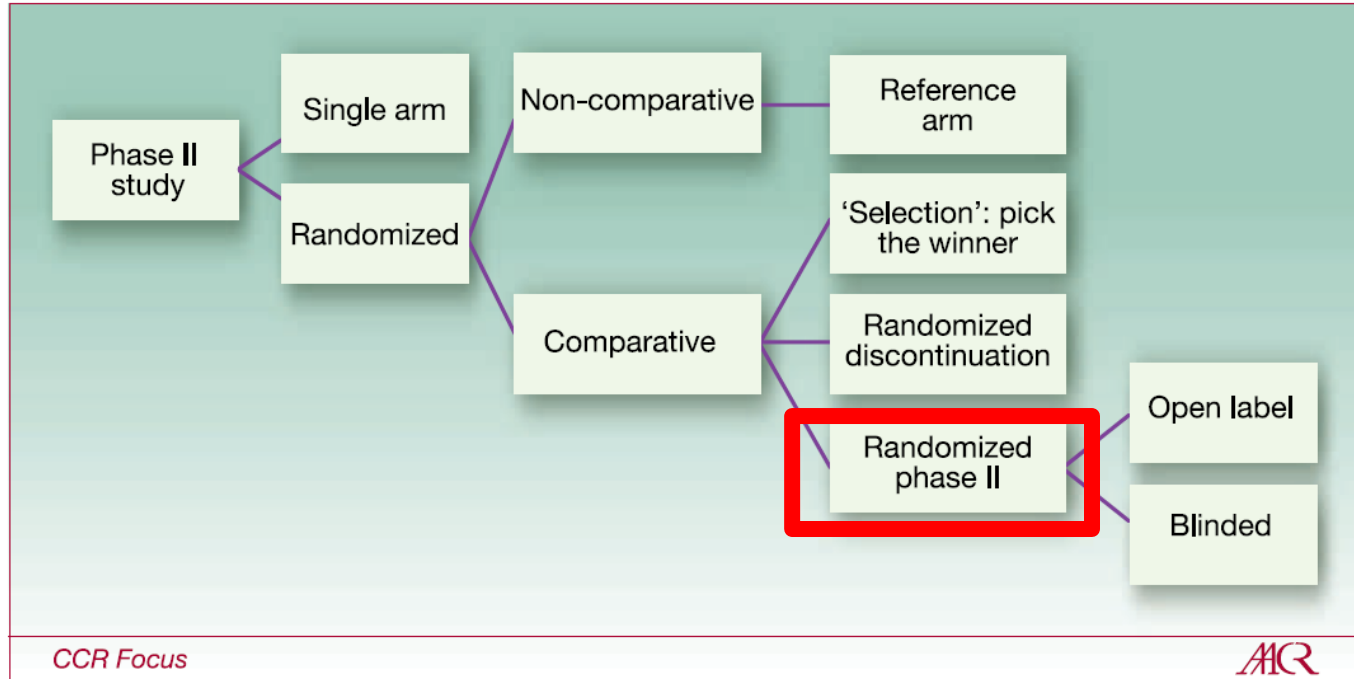 Phase II
study
Single arm
Randomized
Non-comparative
Comparative
Reference
arm
‘Selection’: pick
the winner
Randomized
discontinuation
Randomized
phase II
Open label
Blinded
CCR Focus
AACR